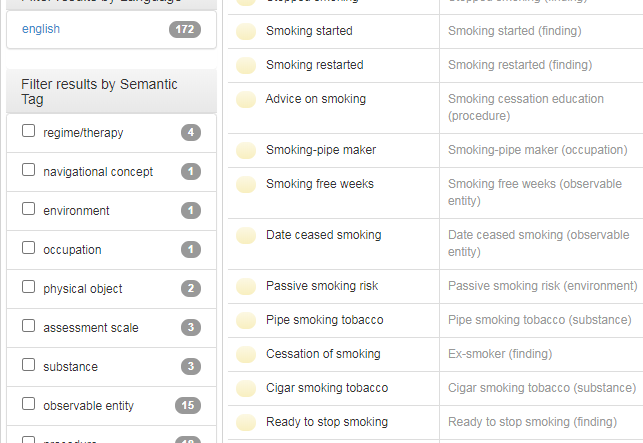 Filter results by Language
english 172
Filter results by Semantic
Tag
regime/therapy 4
navigational concept 1
environment 1
occupation 1
physical object 2
assessment scale 3
substance 3
observable entity 15
procedure
Stopped smoking
Smoking started Smoking started (finding)
Smoking restarted Smoking restarted (finding)
Advice on smoking Smoking cessation education
(procedure)
Smoking-pipe maker Smoking-pipe maker (occupation)
Smoking free weeks Smoking free weeks (observable
entity)
Date ceased smoking Date ceased smoking (observable
entity)
Passive smoking risk Passive smoking risk (environment)
Pipe smoking tobacco Pipe smoking tobacco (substance)
Cessation of smoking Ex-smoker (finding)
Cigar smoking tobacco Cigar smoking tobacco (substance)
Ready to stop smoking Ready to stop smoking (finding)